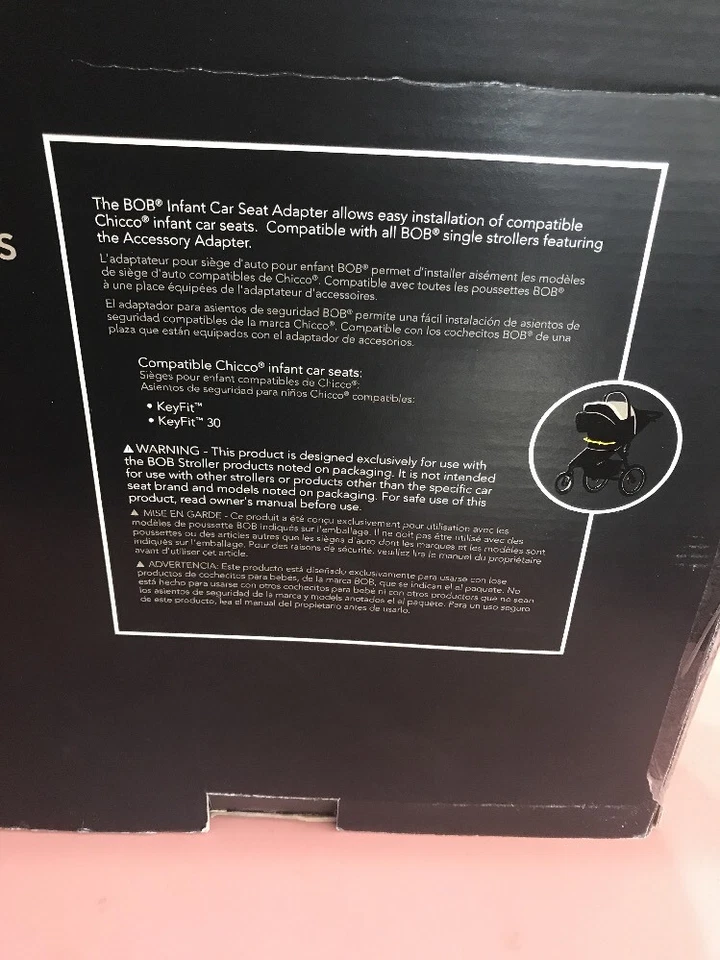 The BOB® Infant Car Seat Adapter allows easy installation of compatible
Chicco® infant car seats. Compatible with all BOB® single strollers featuring
the Accessory Adapter.
S
L'adaptateur pour siège d'auto pour enfant BOB® permet d'installer aisément les modèles
de siège d'auto compatibles de Chicco®. Compatible avec toutes les poussettes BOB®
à une place équipées de l'adaptateur d'accessoires.
El adaptador para asientos de seguridad BOB® permite una fácil instalación de asientos de
seguridad compatibles de la marca Chicco®. Compatible con los cochecitos BOB® de una
plaza que están equipados con el adaptador de accesorios.
Compatible Chicco® infant car seats:
Sièges pour enfant compatibles de Chicco®:
Asientos de seguridad para niños Chicco® compatibles:
• KeyFit™
• KeyFit™ 30
⚠ WARNING - This product is designed exclusively for use with
the BOB Stroller products noted on packaging. It is not intended
for use with other strollers or products other than the specific car
seat brand and models noted on packaging. For safe use of this
product, read owner's manual before use.
⚠ MISE EN GARDE - Ce produit a été conçu exclusivement pour utilisation avec les
modèles de poussette BOB indiqués sur l'emballage. Il ne doit pas être utilisé avec des
poussettes ou des articles autres que les sièges d'auto dont les marques et les modèles sont
indiqués sur l'emballage. Pour des raisons de sécurité, veuillez lire le manuel du propriétaire
avant d'utiliser cet article.
⚠ ADVERTENCIA: Este producto está diseñado exclusivamente para usarse con lose
productos de cochecitos para bebés, de la marca BOB, que se indican el al paquete. No
está hecho para usarse con otros cochecitos para bebé ni con otros productors que no sean
los asientos de seguridad de la marca y models anotados el al paquete. Para un uso seguro
de este producto, lea el manual del propietario antes de usarlo.